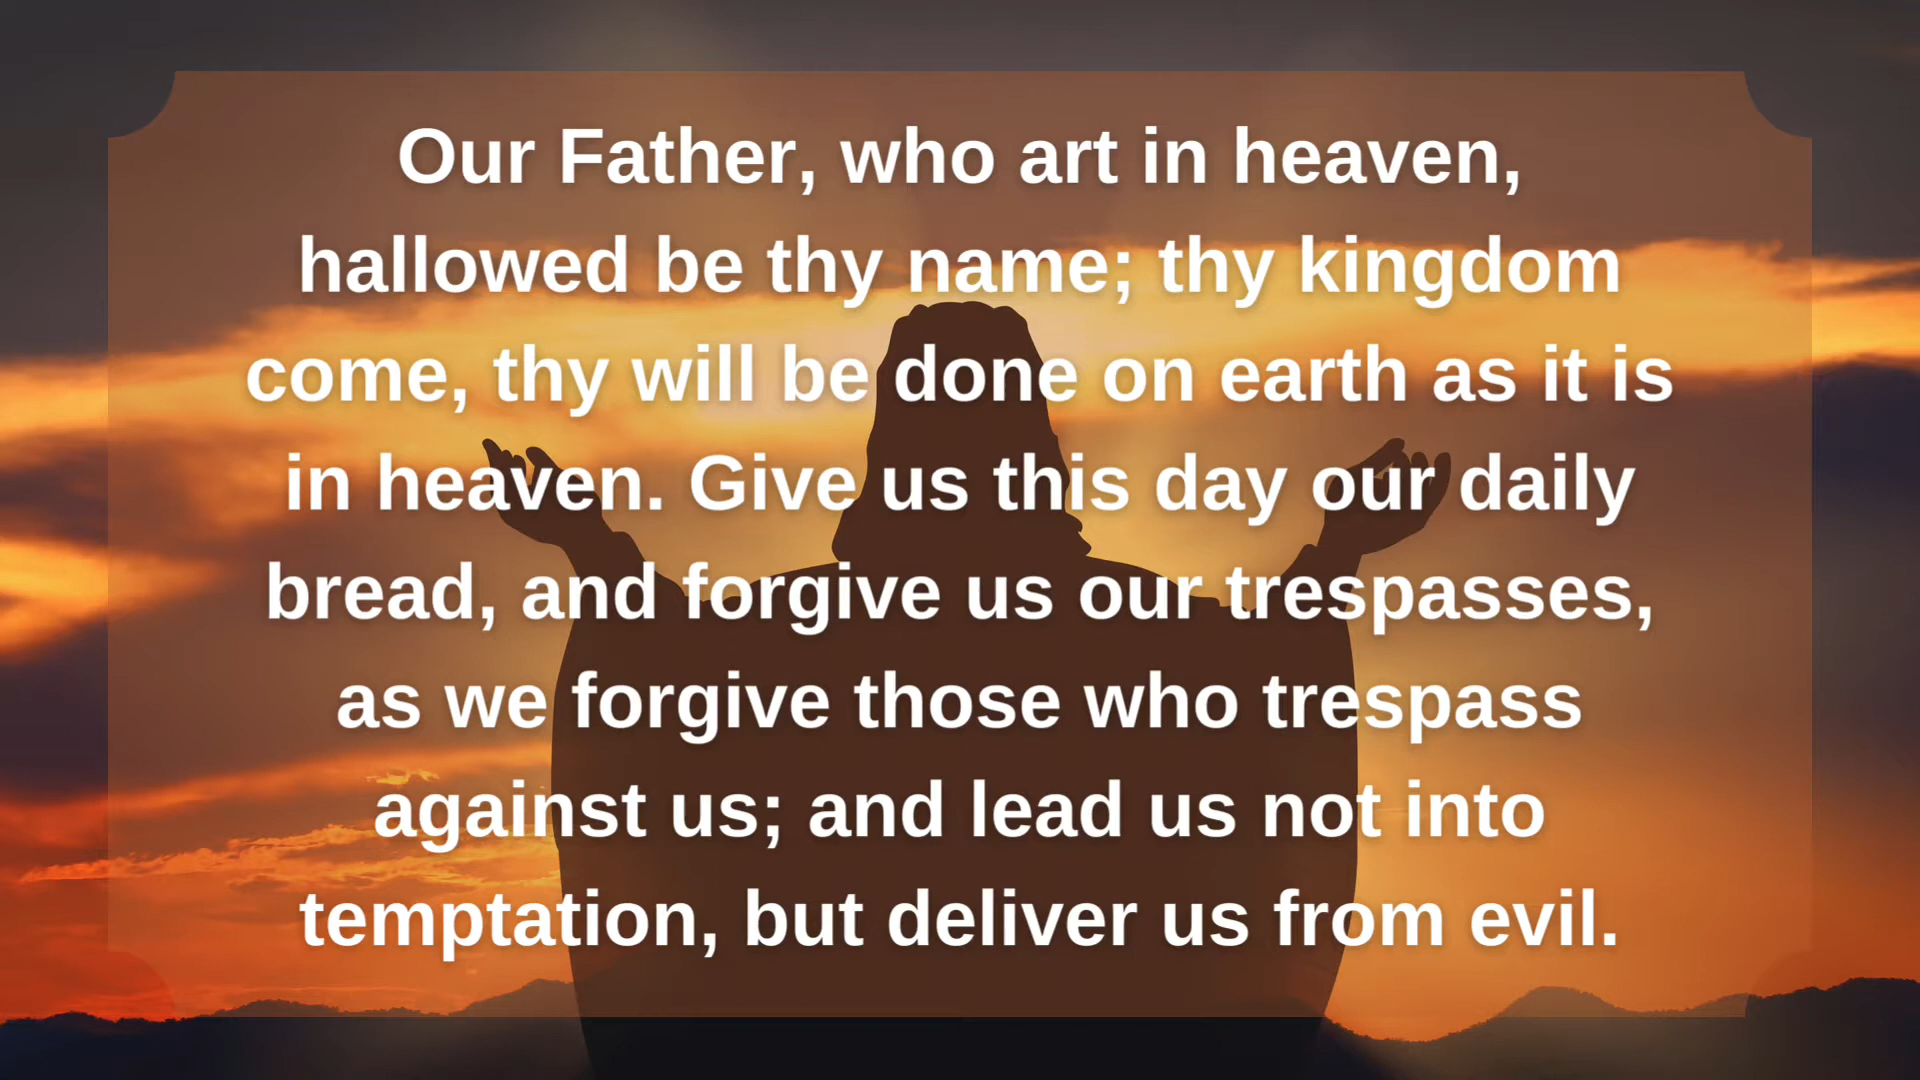 Our Father, who art in heaven,
hallowed be thy name; thy kingdom
come, thy will be done on earth as it is
in heaven. Give us this day our daily
bread, and forgive us our trespasses,
as we forgive those who trespass
against us; and lead us not into
temptation, but deliver us from evil.